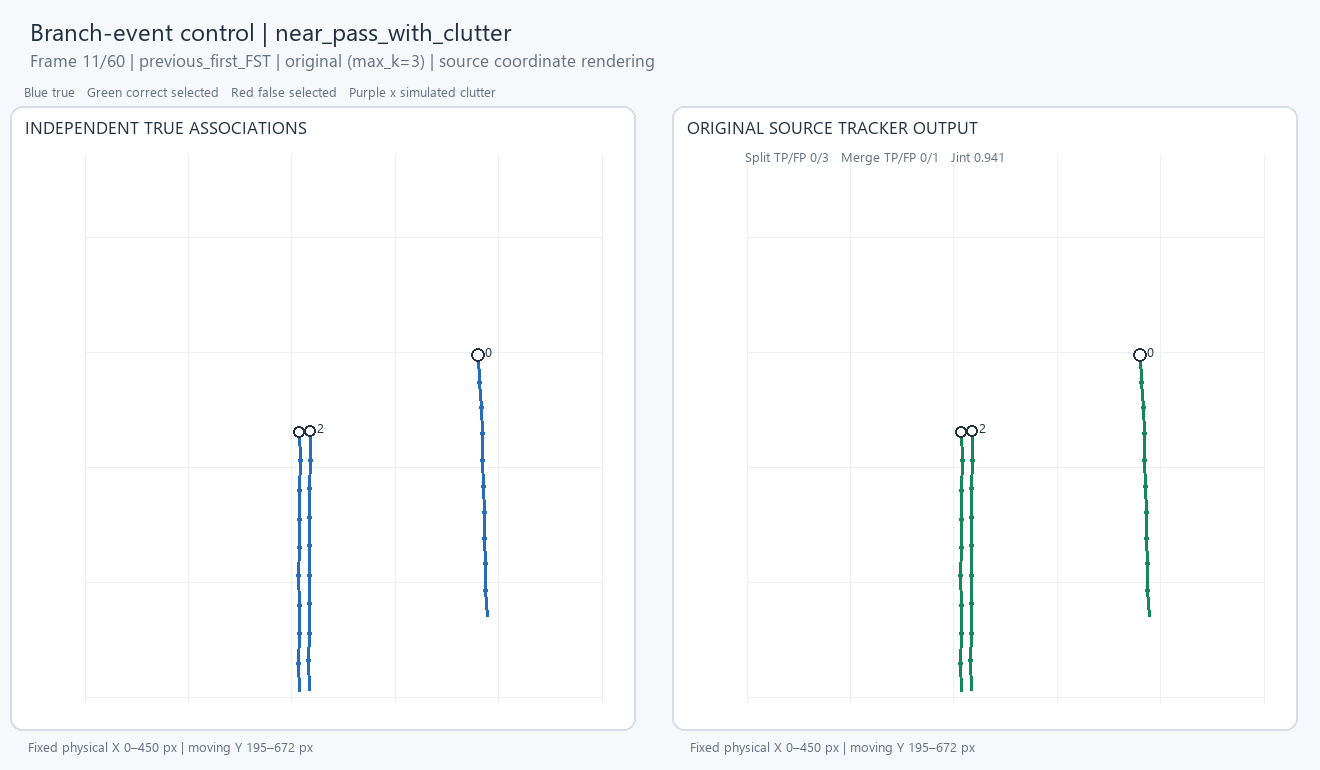 Branch-event control | near_pass_with_clutter
Frame 11/60 | previous_first_FST | original (max_k=3) | source coordinate rendering
Blue true   Green correct selected   Red false selected   Purple x simulated clutter
INDEPENDENT TRUE ASSOCIATIONS
0
2
Fixed physical X 0–450 px | moving Y 195–672 px
ORIGINAL SOURCE TRACKER OUTPUT
Split TP/FP 0/3   Merge TP/FP 0/1   Jint 0.941
0
2
Fixed physical X 0–450 px | moving Y 195–672 px